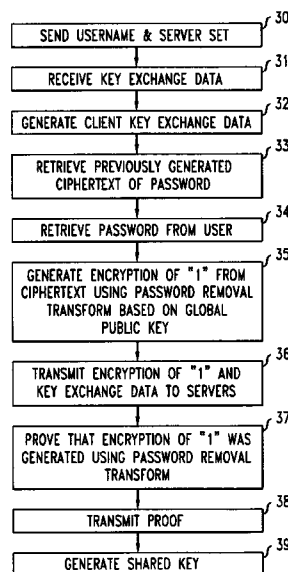 30
SEND USERNAME & SERVER SET
31
RECEIVE KEY EXCHANGE DATA
32
GENERATE CLIENT KEY EXCHANGE DATA
33
RETRIEVE PREVIOUSLY GENERATED
CIPHERTEXT OF PASSWORD
34
RETRIEVE PASSWORD FROM USER
35
GENERATE ENCRYPTION OF "1" FROM
CIPHERTEXT USING PASSWORD REMOVAL
TRANSFORM BASED ON GLOBAL
PUBLIC KEY
36
TRANSMIT ENCRYPTION OF "1" AND
KEY EXCHANGE DATA TO SERVERS
37
PROVE THAT ENCRYPTION OF "1" WAS
GENERATED USING PASSWORD REMOVAL
TRANSFORM
38
TRANSMIT PROOF
39
GENERATE SHARED KEY